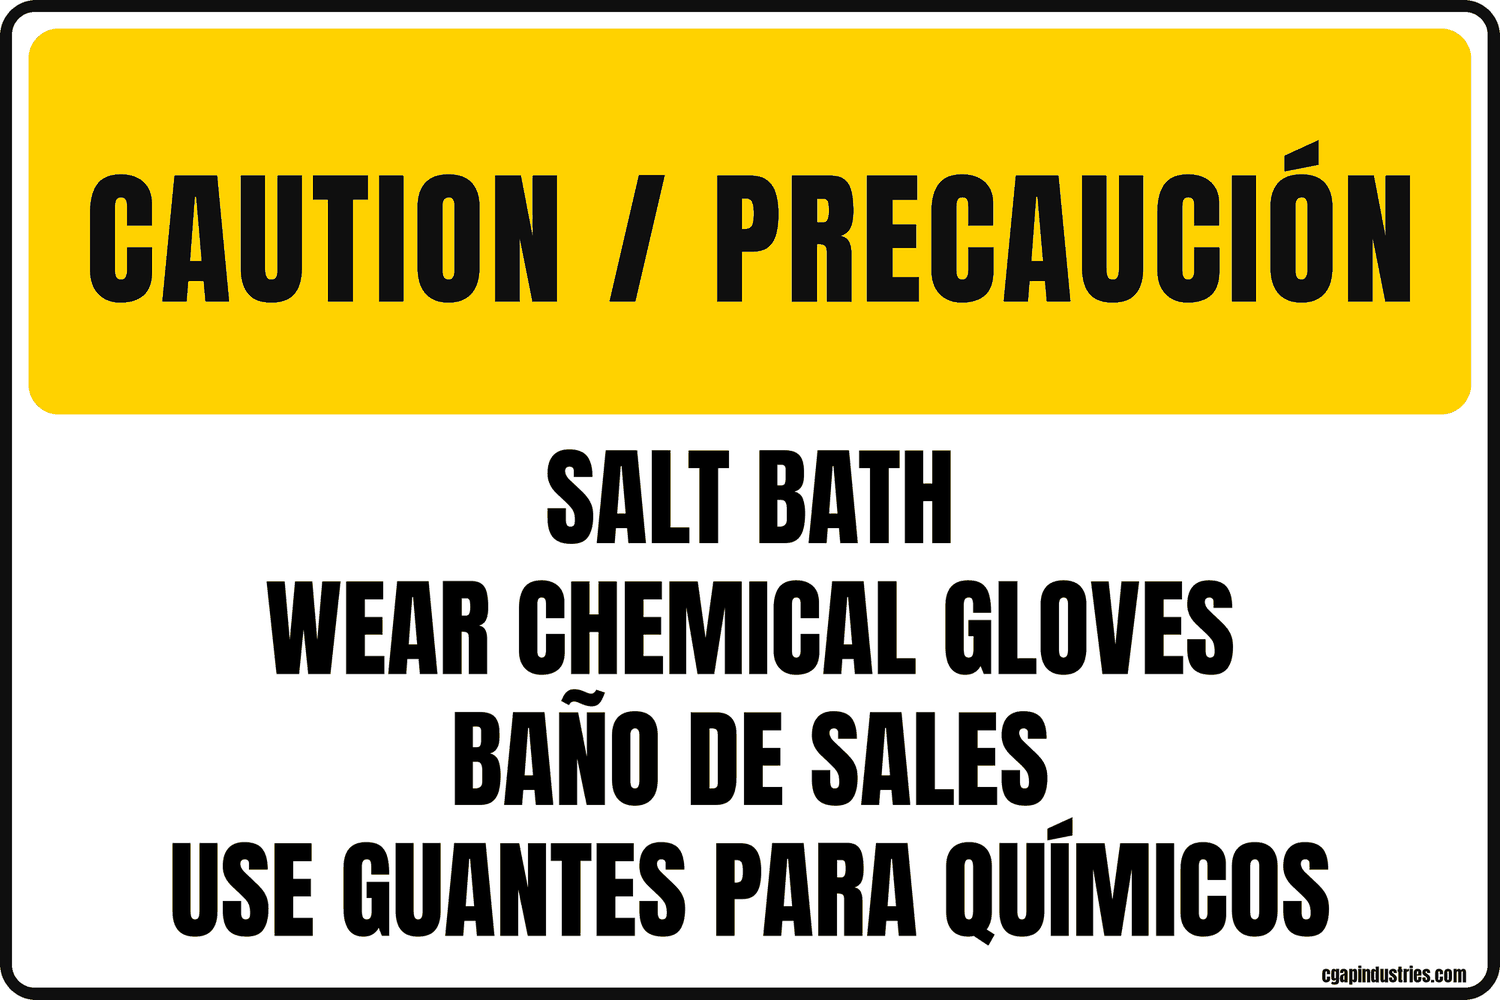 CAUTION / PRECAUCIÓN
SALT BATH
WEAR CHEMICAL GLOVES
BAÑO DE SALES
USE GUANTES PARA QUÍMICOS
cgapindustries.com